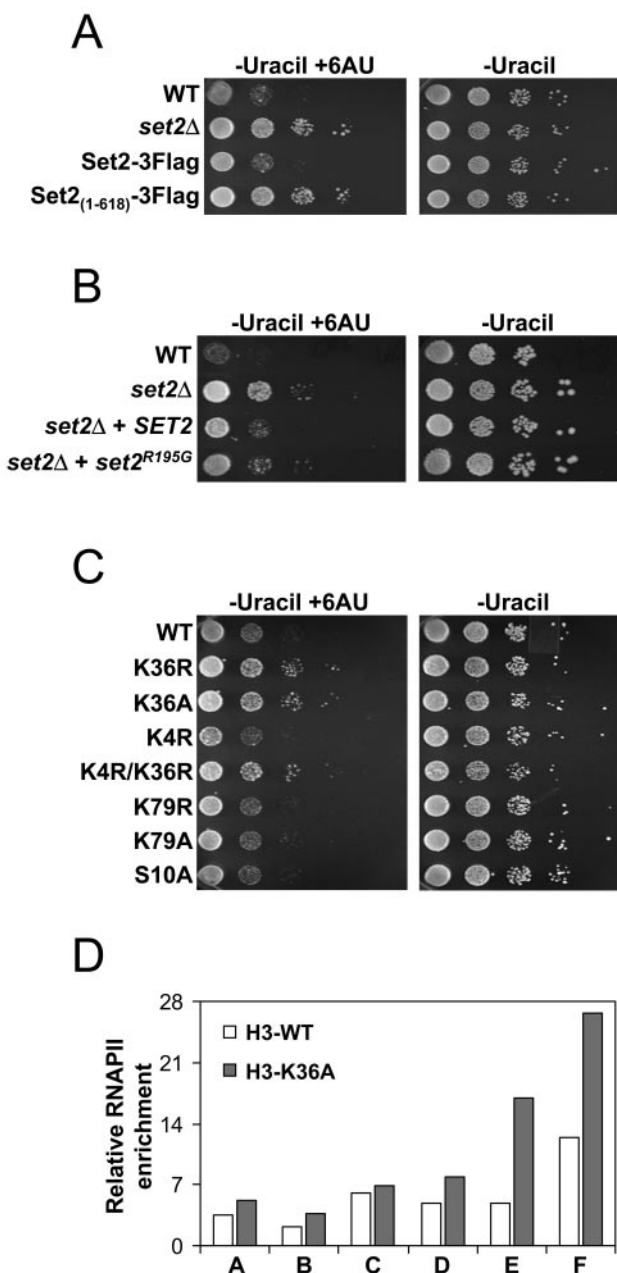 A
-Uracil +6AU
-Uracil
WT
set2Δ
Set2-3Flag
Set2(1-618)-3Flag
B
-Uracil +6AU
-Uracil
WT
set2Δ
set2Δ + SET2
set2Δ + set2R195G
C
-Uracil +6AU
-Uracil
WT
K36R
K36A
K4R
K4R/K36R
K79R
K79A
S10A
D
Relative RNAPII
enrichment
28
21
14
7
0
H3-WT
H3-K36A
A B C D E F